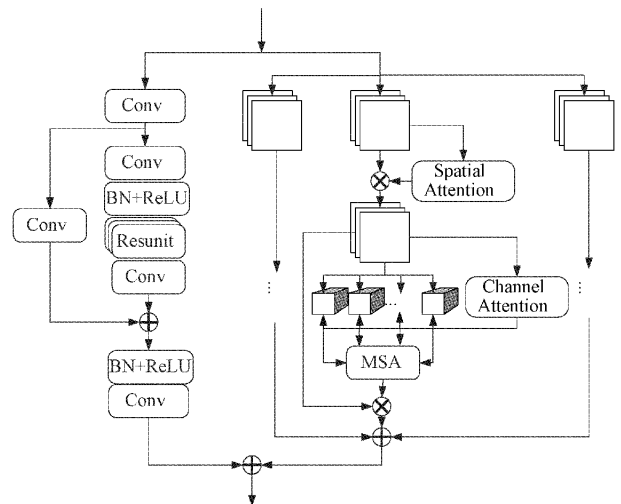 Conv
Conv
BN+ReLU
Conv
Resunit
Conv
BN+ReLU
Conv
Spatial
Attention
Channel
Attention
...
MSA